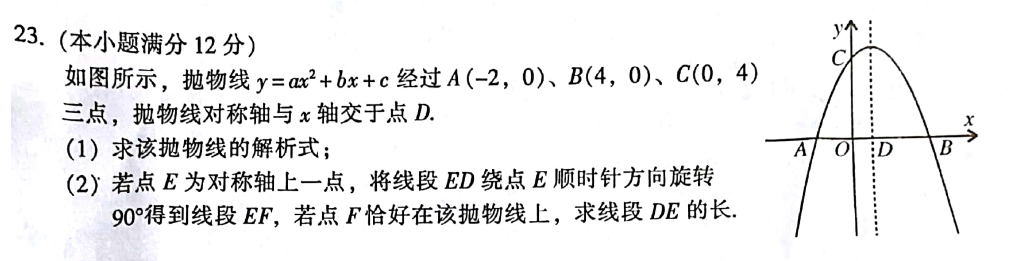 23. (本小题满分 12 分)
如图所示，抛物线 y=ax²+bx+c 经过 A(-2，0)、B(4，0)、C(0，4)
三点，抛物线对称轴与 x 轴交于点 D.
(1) 求该抛物线的解析式；
(2) 若点 E 为对称轴上一点，将线段 ED 绕点 E 顺时针方向旋转
90°得到线段 EF，若点 F 恰好在该抛物线上，求线段 DE 的长.
y
C
x
A O D B